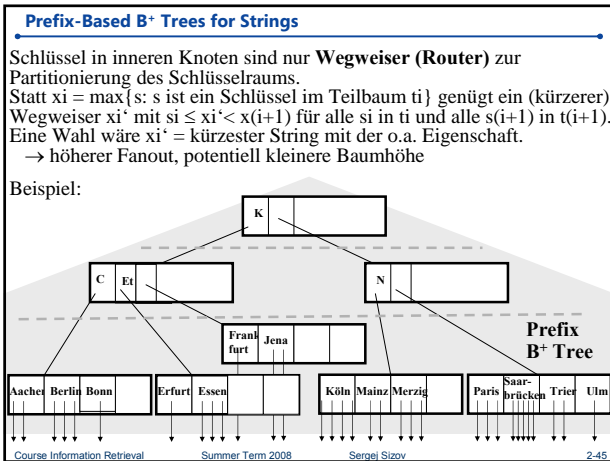 Prefix-Based B+ Trees for Strings
Schlüssel in inneren Knoten sind nur Wegweiser (Router) zur
Partitionierung des Schlüsselraums.
Statt xi = max{s: s ist ein Schlüssel im Teilbaum ti} genügt ein (kürzerer)
Wegweiser xi‘ mit si ≤ xi‘< x(i+1) für alle si in ti und alle s(i+1) in t(i+1).
Eine Wahl wäre xi‘ = kürzester String mit der o.a. Eigenschaft.
→ höherer Fanout, potentiell kleinere Baumhöhe
Beispiel:
K
C Et
N
Frank
furt Jena
Prefix
B+ Tree
Aachen Berlin Bonn
Erfurt Essen
Köln Mainz Merzig
Paris Saar-
brücken Trier Ulm
Course Information Retrieval Summer Term 2008 Sergej Sizov 2-45